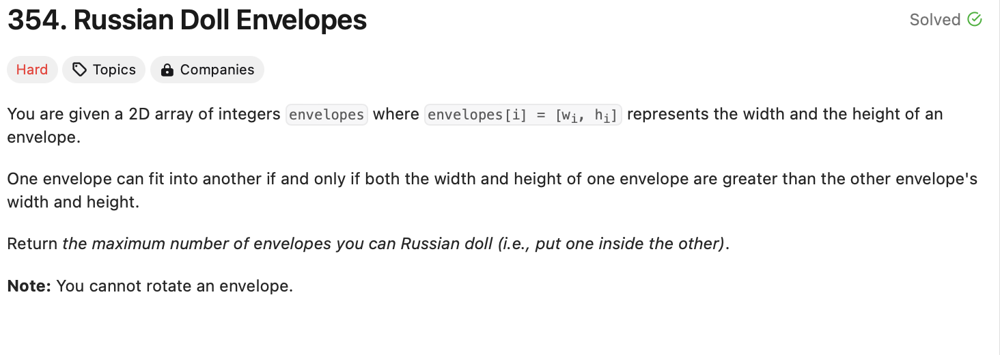 354. Russian Doll Envelopes
Solved
Hard
Topics
Companies
You are given a 2D array of integers envelopes where envelopes[i] = [wi, hi] represents the width and the height of an
envelope.
One envelope can fit into another if and only if both the width and height of one envelope are greater than the other envelope's
width and height.
Return the maximum number of envelopes you can Russian doll (i.e., put one inside the other).
Note: You cannot rotate an envelope.